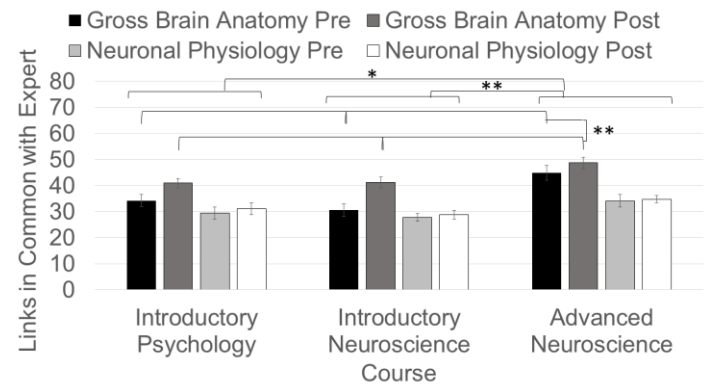 Gross Brain Anatomy Pre Gross Brain Anatomy Post
Neuronal Physiology Pre Neuronal Physiology Post
Links in Common with Expert
80
70
60
50
40
30
20
10
0
*
**
**
Introductory Psychology
Introductory Neuroscience
Advanced Neuroscience
Course